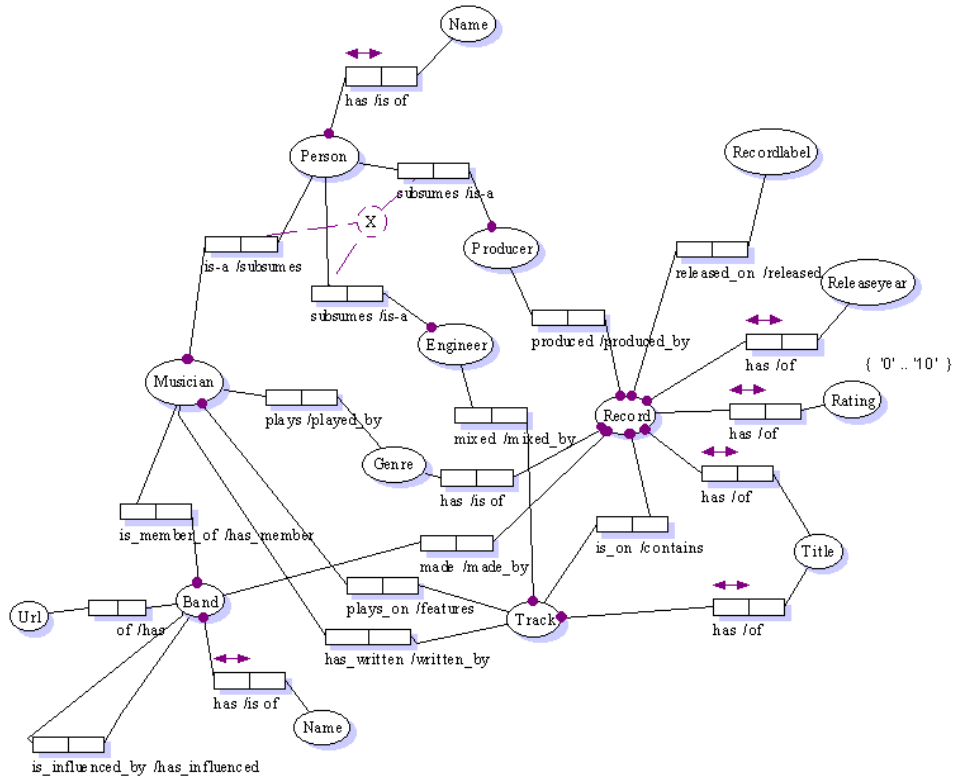 Name
has /is of
Person
Recordlabel
subsumes /is-a
X
Producer
is-a /subsumes
released_on /released
Releaseyear
subsumes /is-a
produced /produced_by
Engineer
has /of
{ '0' .. '10' }
Musician
plays /played_by
Rating
Record
mixed /mixed_by
has /of
Genre
has /is of
has /of
is_member_of /has_member
is_on /contains
Title
made /made_by
Url
Band
plays_on /features
Track
of /has
has /of
has_written /written_by
has /is of
Name
is_influenced_by /has_influenced